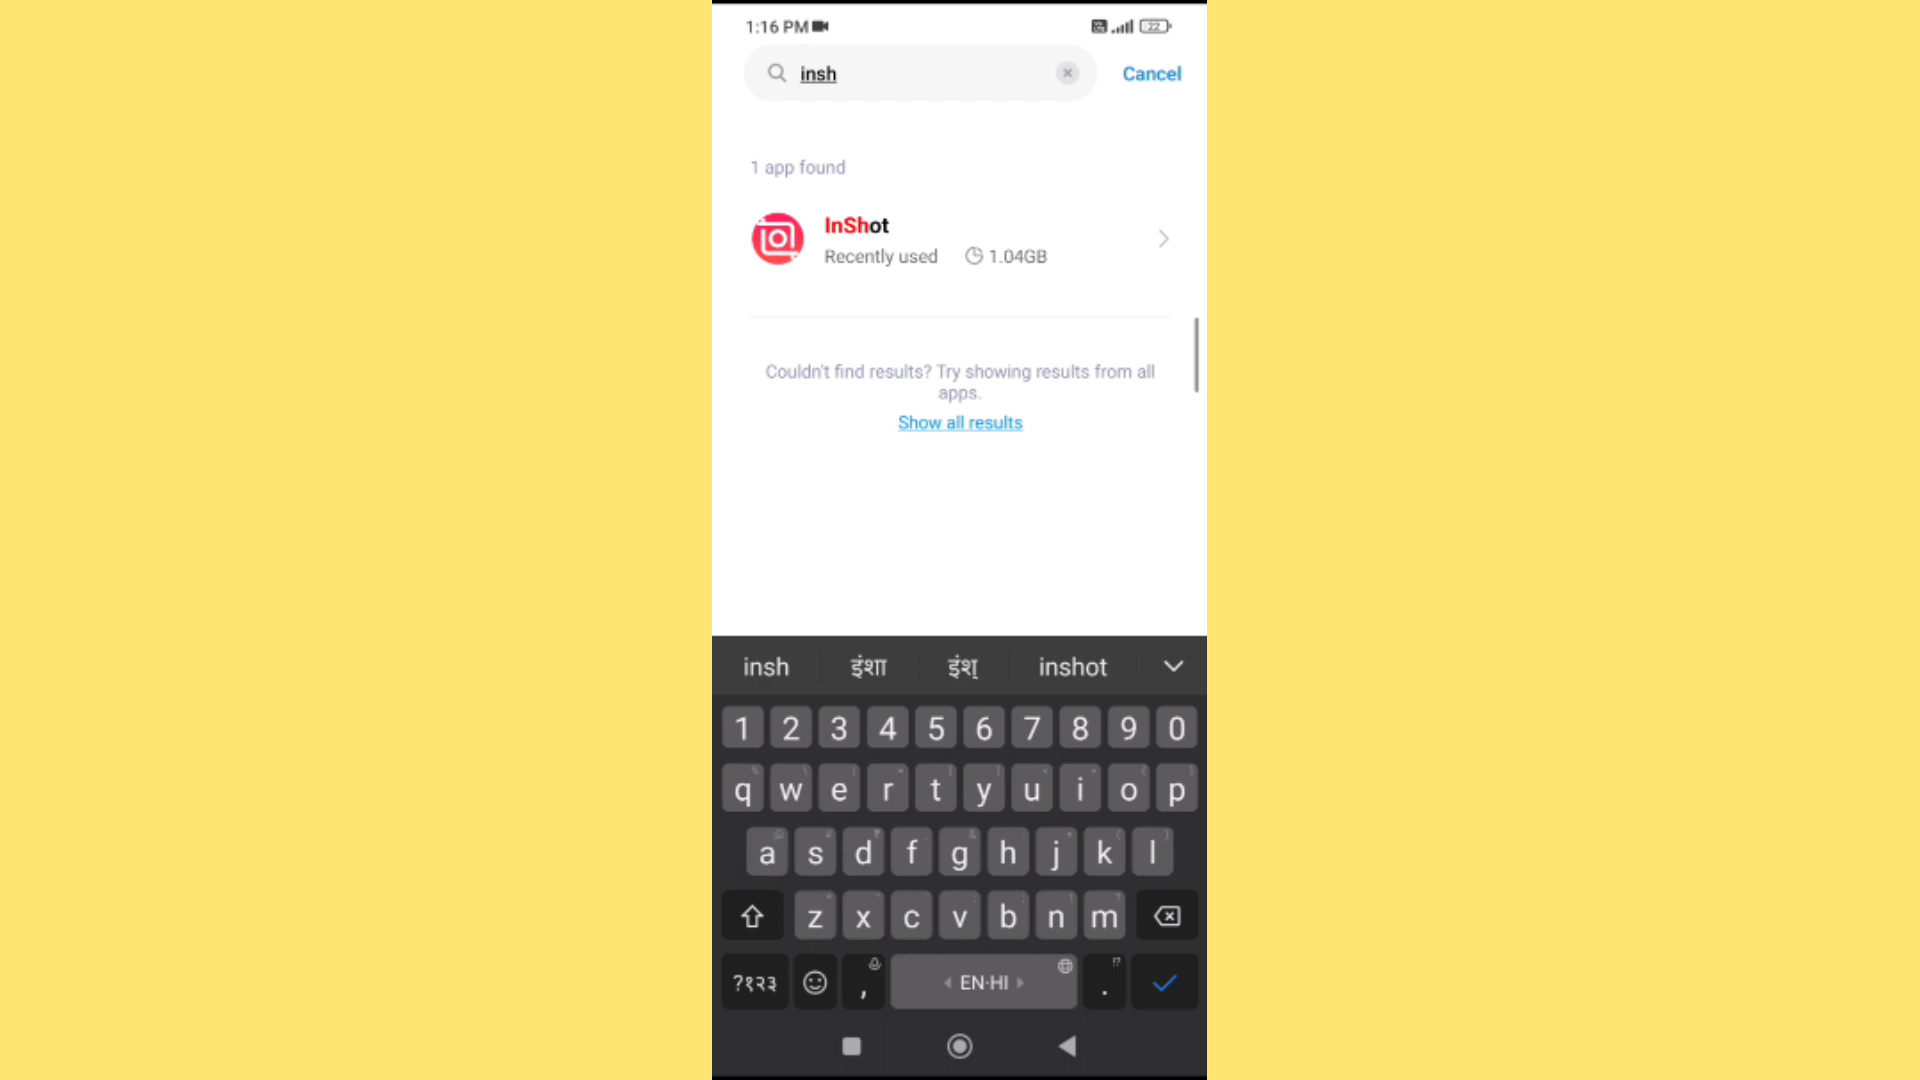 1:16 PM
22
insh
Cancel
1 app found
InShot
Recently used 1.04GB
Couldn't find results? Try showing results from all
apps.
Show all results
insh इंशा इंश् inshot
1 2 3 4 5 6 7 8 9 0
q w e r t y u i o p
a s d f g h j k l
z x c v b n m
?१२३ , EN·HI .